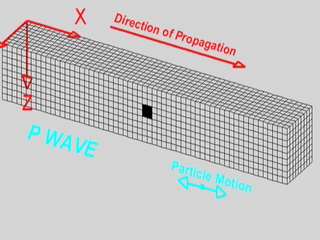 X
Direction of Propagation
Z
P WAVE
Particle Motion